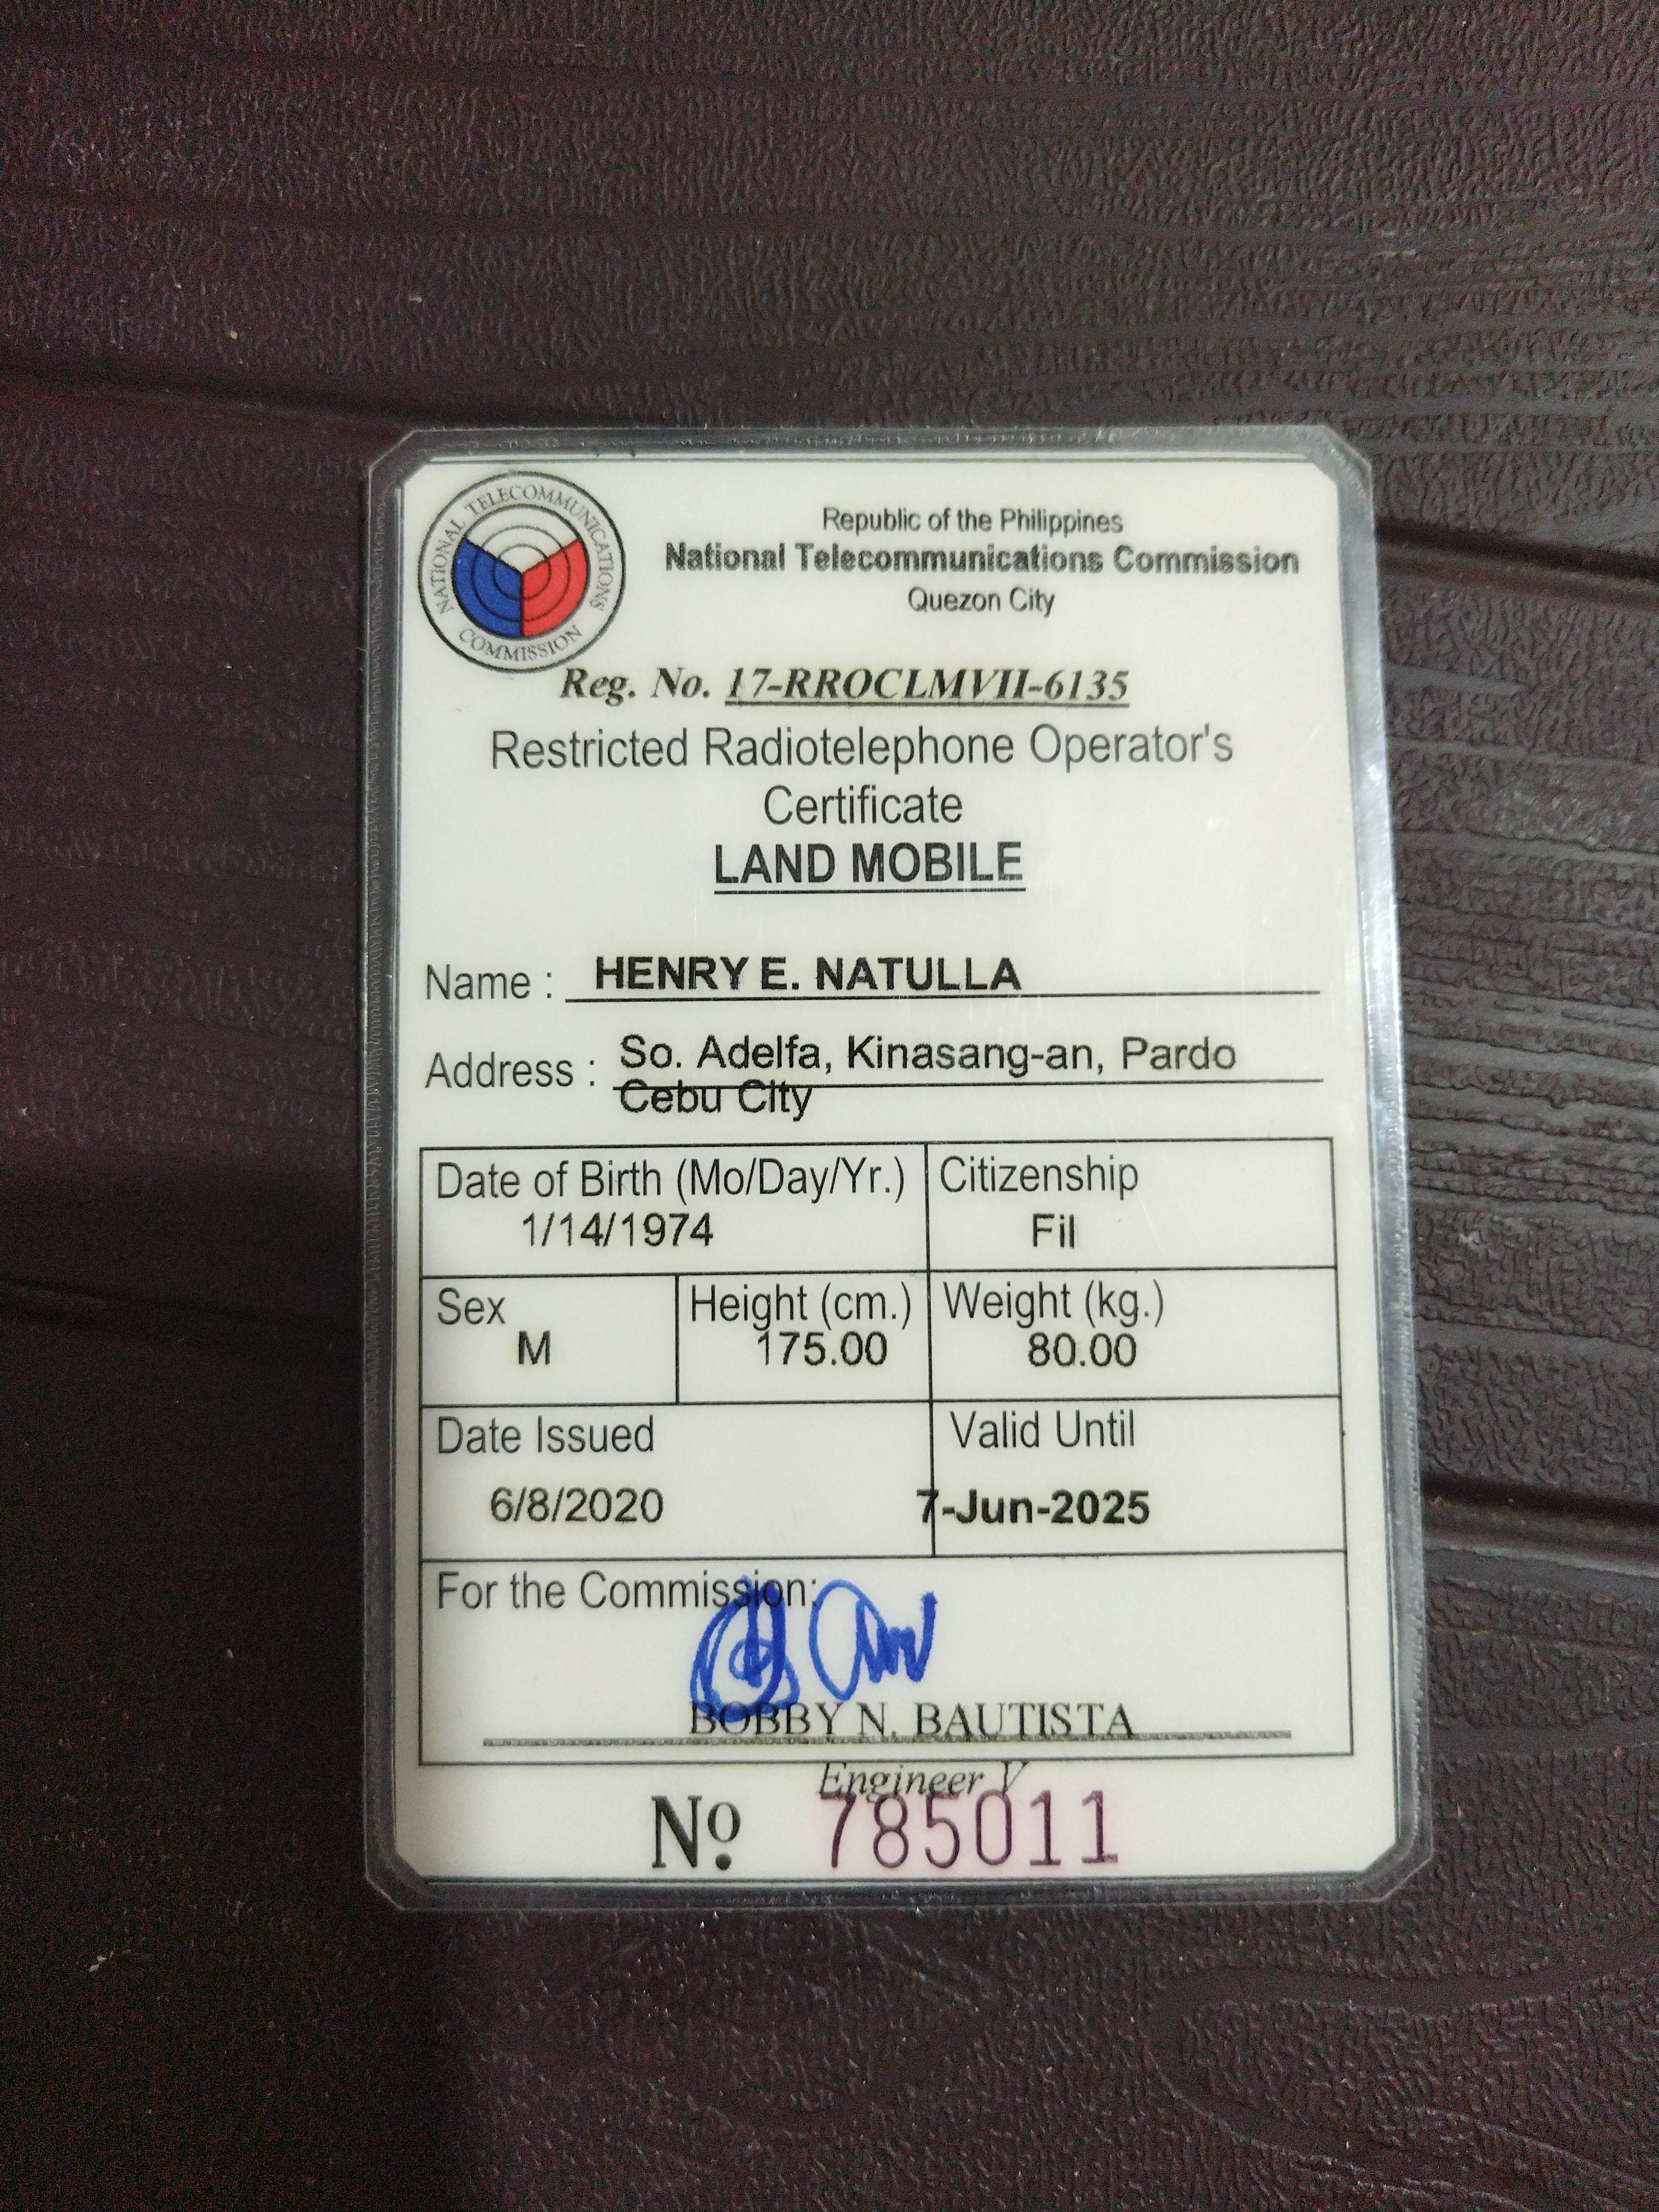 NATIONAL TELECOMMUNICATIONS COMMISSION
Republic of the Philippines
National Telecommunications Commission
Quezon City
Reg. No. 17-RROCLMVII-6135
Restricted Radiotelephone Operator's
Certificate
LAND MOBILE
Name : HENRY E. NATULLA
Address : So. Adelfa, Kinasang-an, Pardo
Cebu City
Date of Birth (Mo/Day/Yr.) Citizenship
1/14/1974 Fil
Sex Height (cm.) Weight (kg.)
M 175.00 80.00
Date Issued Valid Until
6/8/2020 7-Jun-2025
For the Commission:
BOBBY N. BAUTISTA
Engineer V
Nº 785011